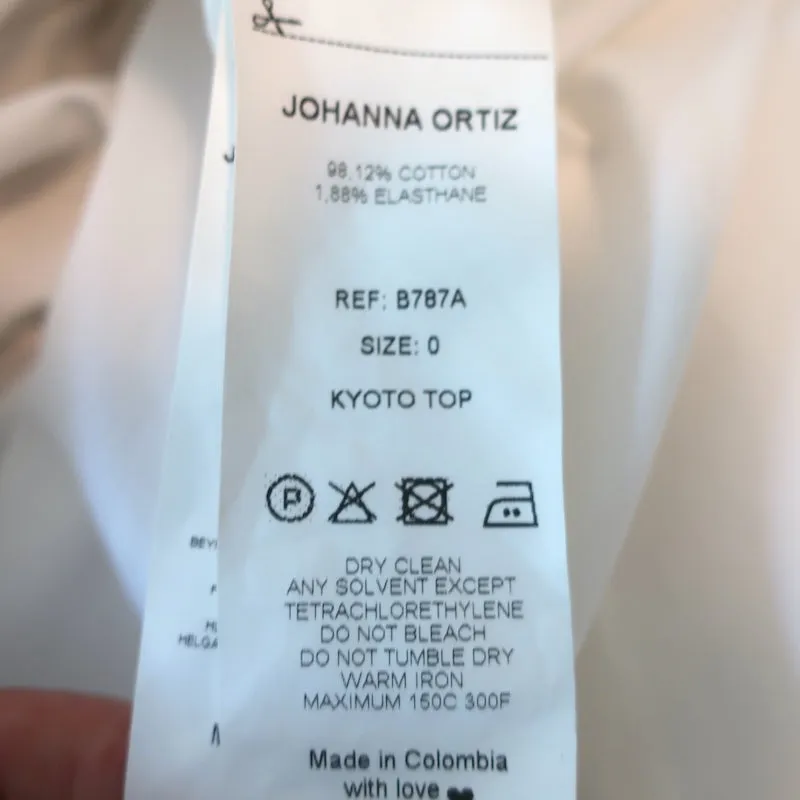 JOHANNA ORTIZ
98.12% COTTON
1.88% ELASTHANE
REF: B787A
SIZE: 0
KYOTO TOP
P
DRY CLEAN
ANY SOLVENT EXCEPT
TETRACHLORETHYLENE
DO NOT BLEACH
DO NOT TUMBLE DRY
WARM IRON
MAXIMUM 150C 300F
Made in Colombia
with love